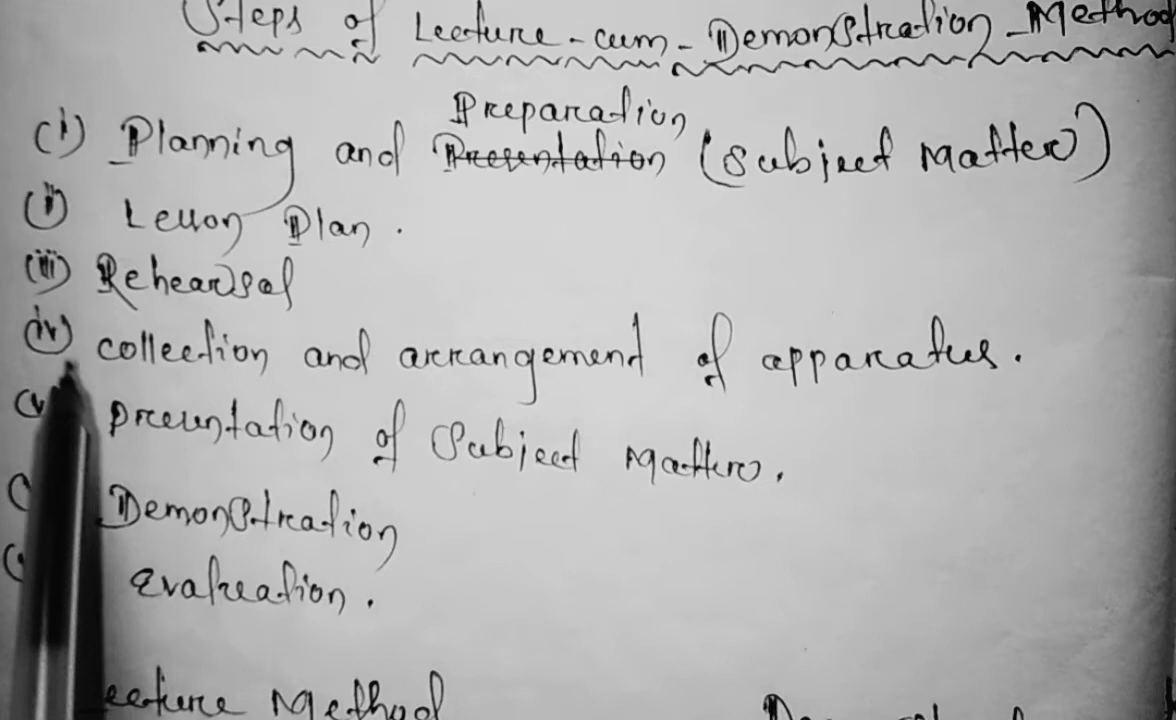 Steps of Lecture-cum-Demonstration Method
(i) Planning and Preparation Presentation (Subject Matter)
(ii) Lesson Plan.
(iii) Rehearsal
(iv) collection and arrangement of apparatus.
(v presentation of Subject Matter.
( Demonstration
( evaluation.
Lecture Method